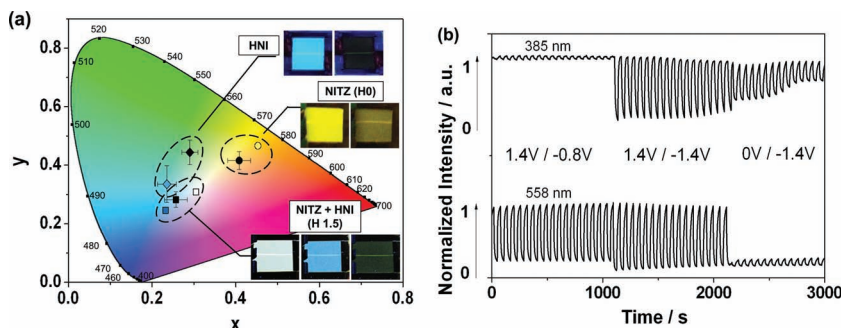 (a)
0.8
0.6
0.4
0.2
0.0
y
0.0 0.2 0.4 0.6 0.8
x
520
530
540
550
560
570
580
590
600
610
620
700
510
500
490
480
470
460
400
HNI
NITZ (H0)
NITZ + HNI
(H 1.5)
(b)
Normalized Intensity / a.u.
1
0
1
0
385 nm
1.4V / -0.8V 1.4V / -1.4V 0V / -1.4V
558 nm
0 1000 2000 3000
Time / s